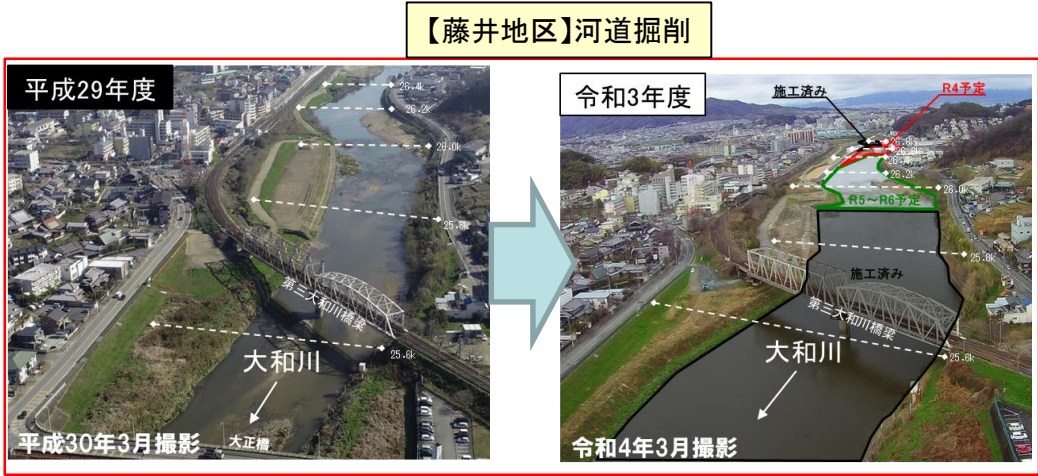 【藤井地区】河道掘削
平成29年度
26.4k
26.2k
26.0k
25.8k
第三大和川橋梁
25.6k
大和川
大正橋
平成30年3月撮影
令和3年度
施工済み
R4予定
26.2k
26.0k
R5～R6予定
25.8k
施工済み
第三大和川橋梁
大和川
25.6k
令和4年3月撮影